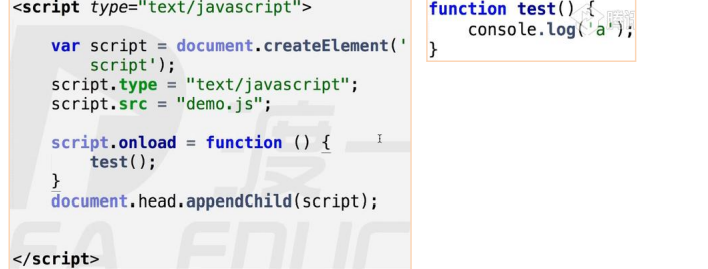 <script type="text/javascript">
var script = document.createElement('
script');
script.type = "text/javascript";
script.src = "demo.js";
script.onload = function () {
test();
}
document.head.appendChild(script);
</script>
function test() {
console.log('a');
}